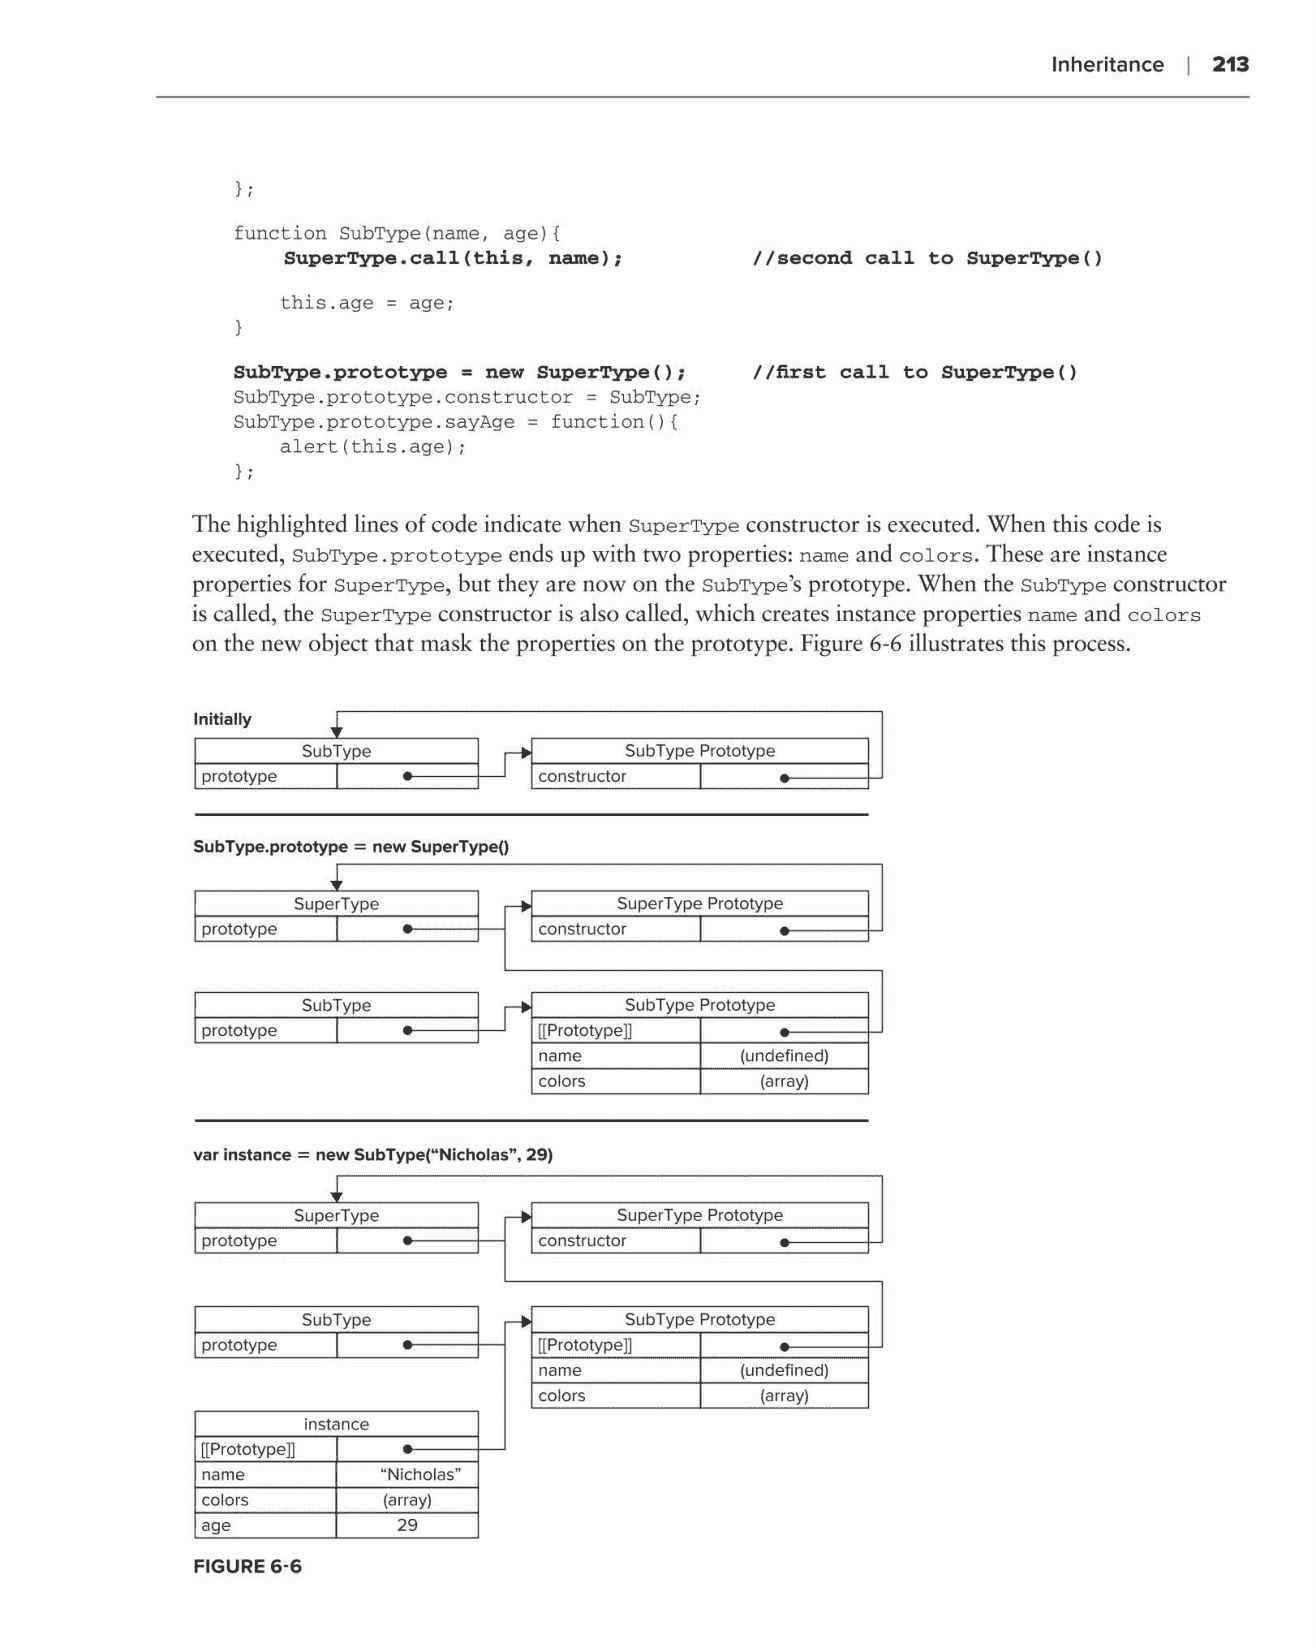 Inheritance | 213
};
function SubType(name, age){
SuperType.call(this, name); //second call to SuperType()
this.age = age;
}
SubType.prototype = new SuperType(); //first call to SuperType()
SubType.prototype.constructor = SubType;
SubType.prototype.sayAge = function(){
alert(this.age);
};
The highlighted lines of code indicate when SuperType constructor is executed. When this code is
executed, SubType.prototype ends up with two properties: name and colors. These are instance
properties for SuperType, but they are now on the SubType’s prototype. When the SubType constructor
is called, the SuperType constructor is also called, which creates instance properties name and colors
on the new object that mask the properties on the prototype. Figure 6-6 illustrates this process.
Initially
SubType SubType Prototype
prototype constructor
SubType.prototype = new SuperType()
SuperType SuperType Prototype
prototype constructor
SubType SubType Prototype
prototype [[Prototype]]
name (undefined)
colors (array)
var instance = new SubType(“Nicholas”, 29)
SuperType SuperType Prototype
prototype constructor
SubType SubType Prototype
prototype [[Prototype]]
name (undefined)
colors (array)
instance
[[Prototype]]
name “Nicholas”
colors (array)
age 29
FIGURE 6-6